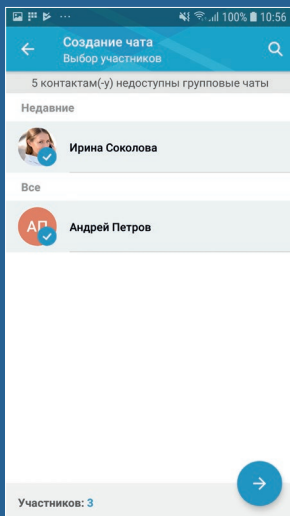 100% 10:56
Создание чата
Выбор участников
5 контактам(-у) недоступны групповые чаты
Недавние
Ирина Соколова
Все
АП Андрей Петров
Участников: 3